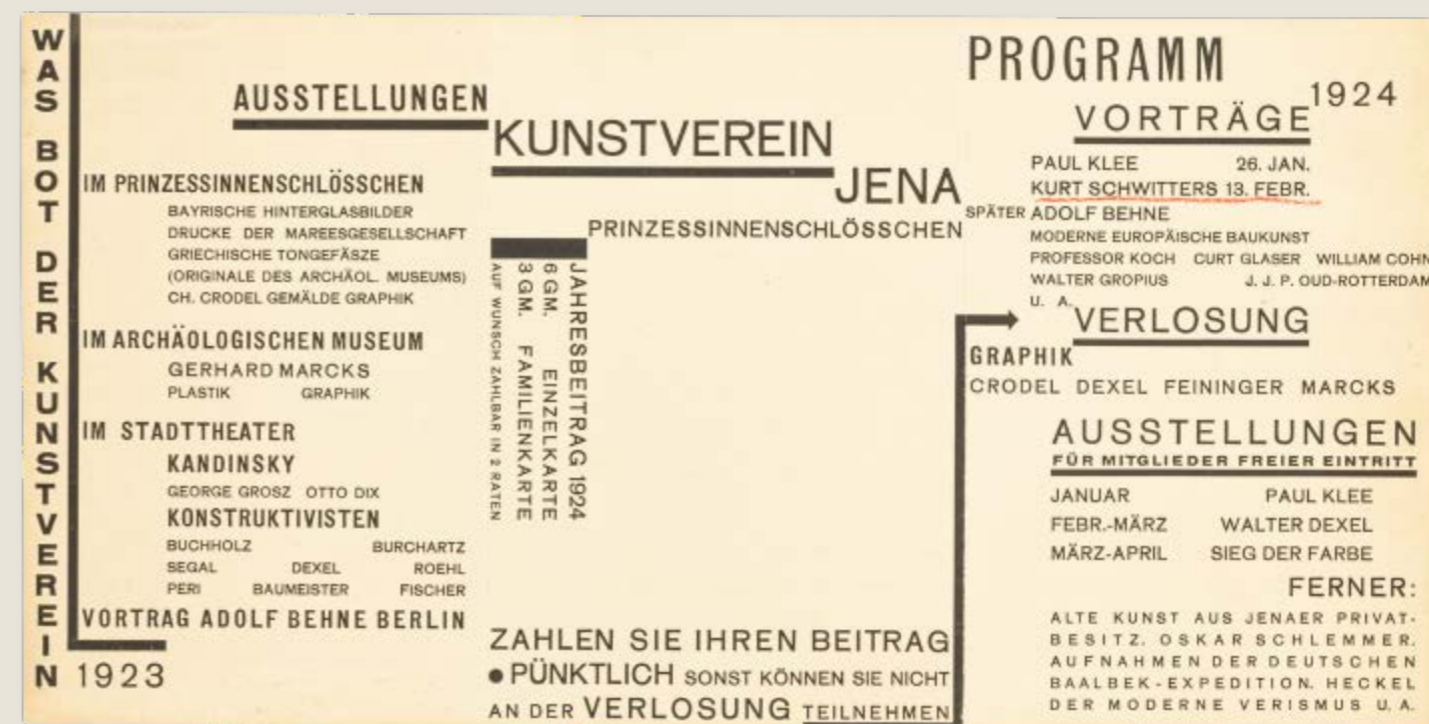 WAS BOT DER KUNSTVEREIN
1923
AUSSTELLUNGEN
IM PRINZESSINNENSCHLÖSSCHEN
BAYRISCHE HINTERGLASBILDER
DRUCKE DER MAREESGESELLSCHAFT
GRIECHISCHE TONGEFÄSZE
(ORIGINALE DES ARCHÄOL. MUSEUMS)
CH. CRODEL GEMÄLDE GRAPHIK
IM ARCHÄOLOGISCHEN MUSEUM
GERHARD MARCKS
PLASTIK GRAPHIK
IM STADTTHEATER
KANDINSKY
GEORGE GROSZ OTTO DIX
KONSTRUKTIVISTEN
BUCHHOLZ BURCHARTZ
SEGAL DEXEL ROEHL
PERI BAUMEISTER FISCHER
VORTRAG ADOLF BEHNE BERLIN
KUNSTVEREIN
JENA
PRINZESSINNENSCHLÖSSCHEN
JAHRESBEITRAG 1924
6 GM. EINZELKARTE
3 GM. FAMILIENKARTE
AUF WUNSCH ZAHLBAR IN 2 RATEN
ZAHLEN SIE IHREN BEITRAG
● PÜNKTLICH SONST KÖNNEN SIE NICHT
AN DER VERLOSUNG TEILNEHMEN
PROGRAMM
1924
VORTRÄGE
PAUL KLEE 26. JAN.
KURT SCHWITTERS 13. FEBR.
SPÄTER ADOLF BEHNE
MODERNE EUROPÄISCHE BAUKUNST
PROFESSOR KOCH CURT GLASER WILLIAM COHN
WALTER GROPIUS J. J. P. OUD-ROTTERDAM
U. A.
VERLOSUNG
GRAPHIK
CRODEL DEXEL FEININGER MARCKS
AUSSTELLUNGEN
FÜR MITGLIEDER FREIER EINTRITT
JANUAR PAUL KLEE
FEBR.-MÄRZ WALTER DEXEL
MÄRZ-APRIL SIEG DER FARBE
FERNER:
ALTE KUNST AUS JENAER PRIVAT-
BESITZ. OSKAR SCHLEMMER.
AUFNAHMEN DER DEUTSCHEN
BAALBEK-EXPEDITION. HECKEL
DER MODERNE VERISMUS U. A.